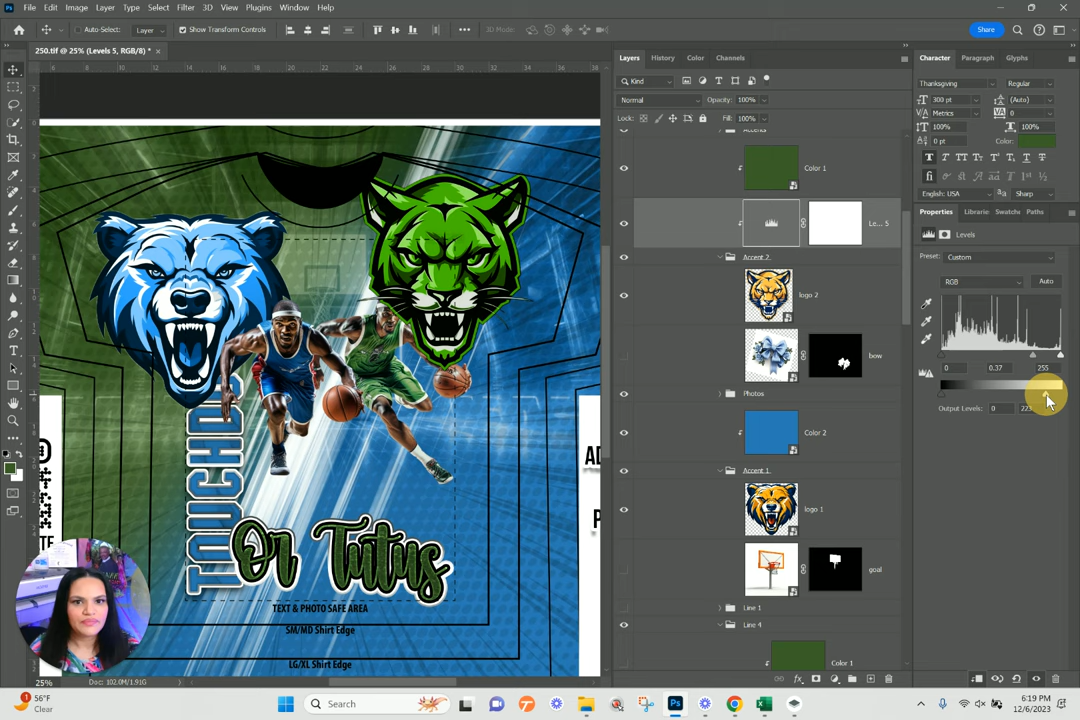 File Edit Image Layer Type Select Filter 3D View Plugins Window Help
Auto-Select: Layer Show Transform Controls 3D Mode: Share
250.tif @ 25% (Levels 5, RGB/8) * ×
Layers History Color Channels
Character Paragraph Glyphs
Kind
Thanksgiving Regular
Normal Opacity: 100%
300 pt (Auto)
Lock: Fill: 100%
Metrics 0
100% 100%
0 pt Color:
Color 1
English: USA Sharp
Properties Libraries Swatches Paths
Le... 5
Levels
Accent 2
Preset: Custom
RGB Auto
logo 2
bow
0 0.37 255
Photos
Output Levels: 0 223
Color 2
Accent 1
logo 1
goal
Line 1
Line 4
Color 1
TOUCHD
Or Tutus
TEXT & PHOTO SAFE AREA
SM/MD Shirt Edge
LG/XL Shirt Edge
AD
P
TE
25% Doc: 102.0M/1.91G
56°F
Clear
Search
6:19 PM
12/6/2023